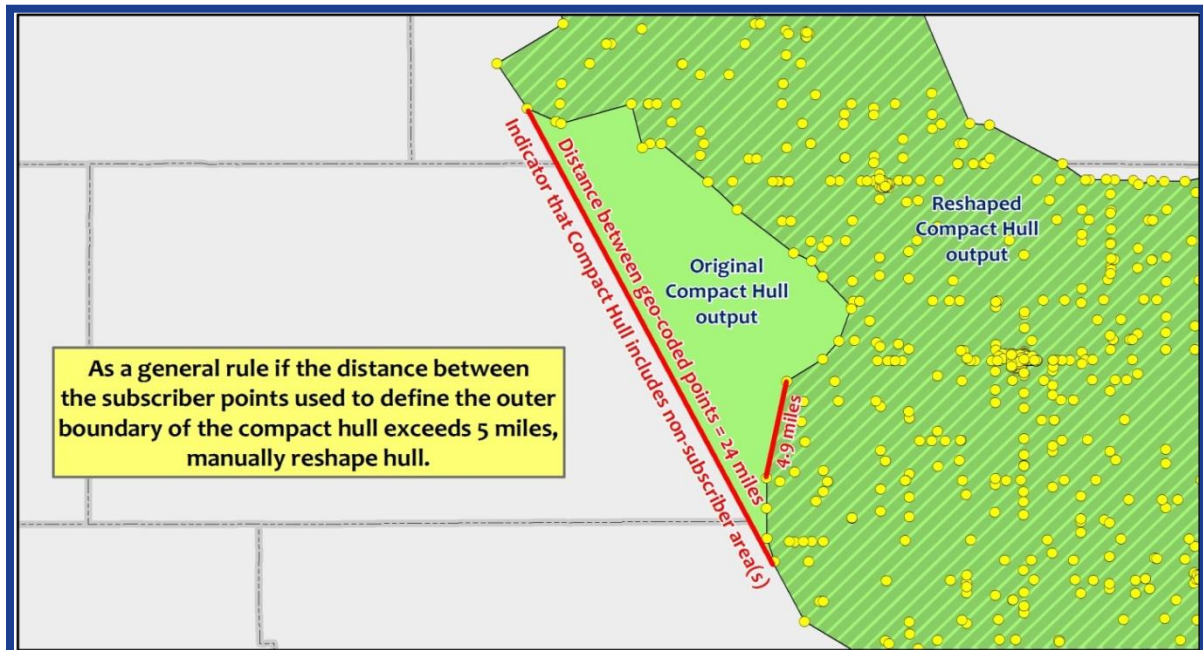 Distance between geo-coded points = 24 miles
Indicator that Compact Hull includes non-subscriber area(s)
Reshaped
Compact Hull
output
Original
Compact Hull
output
4.9 miles
As a general rule if the distance between
the subscriber points used to define the outer
boundary of the compact hull exceeds 5 miles,
manually reshape hull.